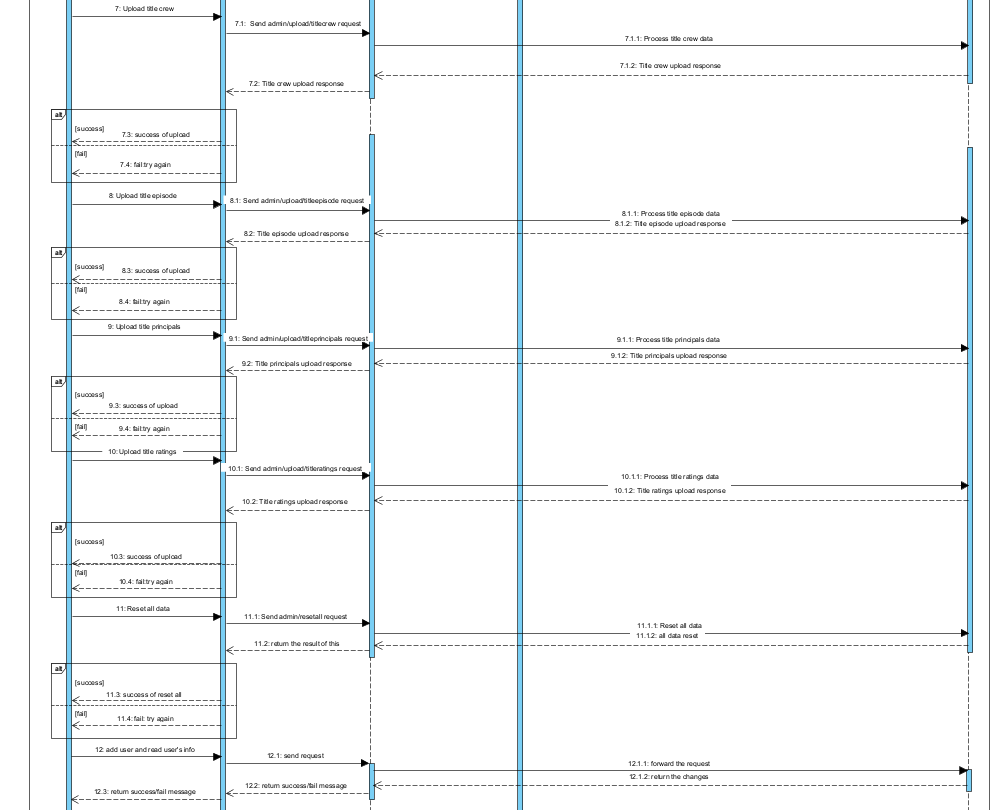 7: Upload title crew
7.1: Send admin/upload/titlecrew request
7.1.1: Process title crew data
7.1.2: Title crew upload response
7.2: Title crew upload response
alt
[success]
7.3: success of upload
[fail]
7.4: fail:try again
8: Upload title episode
8.1: Send admin/upload/titleepisode request
8.1.1: Process title episode data
8.1.2: Title episode upload response
8.2: Title episode upload response
alt
[success]
8.3: success of upload
[fail]
8.4: fail:try again
9: Upload title principals
9.1: Send admin/upload/titleprincipals request
9.1.1: Process title principals data
9.1.2: Title principals upload response
9.2: Title principals upload response
alt
[success]
9.3: success of upload
[fail]
9.4: fail:try again
10: Upload title ratings
10.1: Send admin/upload/titleratings request
10.1.1: Process title ratings data
10.1.2: Title ratings upload response
10.2: Title ratings upload response
alt
[success]
10.3: success of upload
[fail]
10.4: fail:try again
11: Reset all data
11.1: Send admin/resetall request
11.1.1: Reset all data
11.1.2: all data reset
11.2: return the result of this
alt
[success]
11.3: success of reset all
[fail]
11.4: fail: try again
12: add user and read user's info
12.1: send request
12.1.1: forward the request
12.1.2: return the changes
12.2: return success/fail message
12.3: return success/fail message